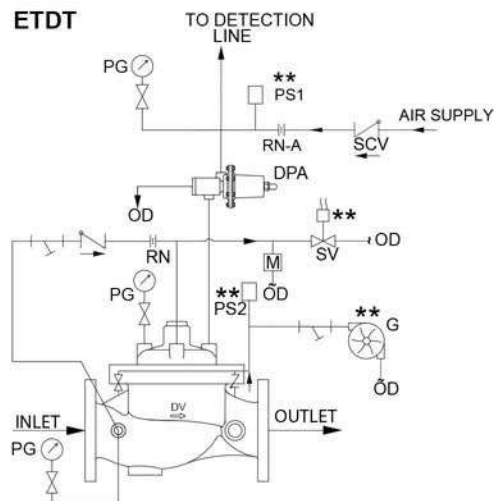 ETDT
TO DETECTION
LINE
PG
**
PS1
AIR SUPPLY
RN-A
SCV
DPA
OD
**
RN
SV
OD
M
OD
PG
**
PS2
**
G
OD
DV
INLET
OUTLET
PG